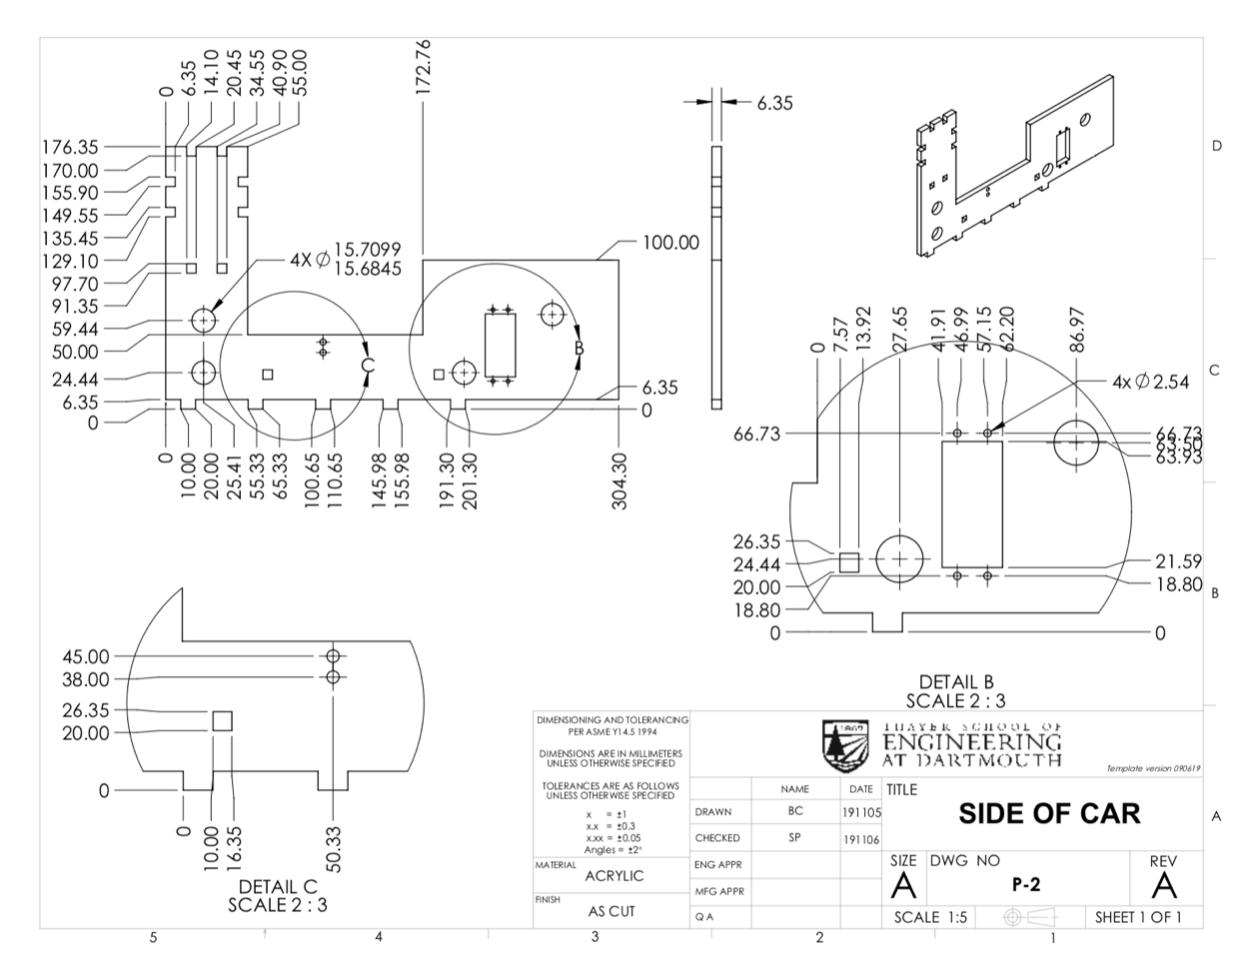 0
6.35
14.10
20.45
34.55
40.90
55.00
172.76
6.35
176.35
170.00
155.90
149.55
135.45
129.10
97.70
91.35
59.44
50.00
24.44
6.35
0
4X Ø 15.7099
15.6845
100.00
C
B
6.35
0
0
10.00
20.00
25.41
55.33
65.33
100.65
110.65
145.98
155.98
191.30
201.30
304.30
D
C
B
A
0
7.57
13.92
27.65
41.91
46.99
57.15
62.20
86.97
4x Ø 2.54
66.73
66.73
63.50
63.93
26.35
24.44
20.00
18.80
0
21.59
18.80
0
DETAIL B
SCALE 2 : 3
45.00
38.00
26.35
20.00
0
0
10.00
16.35
50.33
DETAIL C
SCALE 2 : 3
DIMENSIONING AND TOLERANCING
PER ASME Y14.5 1994
DIMENSIONS ARE IN MILLIMETERS
UNLESS OTHERWISE SPECIFIED
TOLERANCES ARE AS FOLLOWS
UNLESS OTHERWISE SPECIFIED
x = ±1
x.x = ±0.3
x.xx = ±0.05
Angles = ±2°
MATERIAL
ACRYLIC
FINISH
AS CUT
THAYER SCHOOL OF
ENGINEERING
AT DARTMOUTH
Template version 090619
NAME DATE
DRAWN BC 191105
CHECKED SP 191106
ENG APPR
MFG APPR
Q A
TITLE
SIDE OF CAR
SIZE DWG NO REV
A P-2 A
SCALE 1:5 SHEET 1 OF 1
5 4 3 2 1